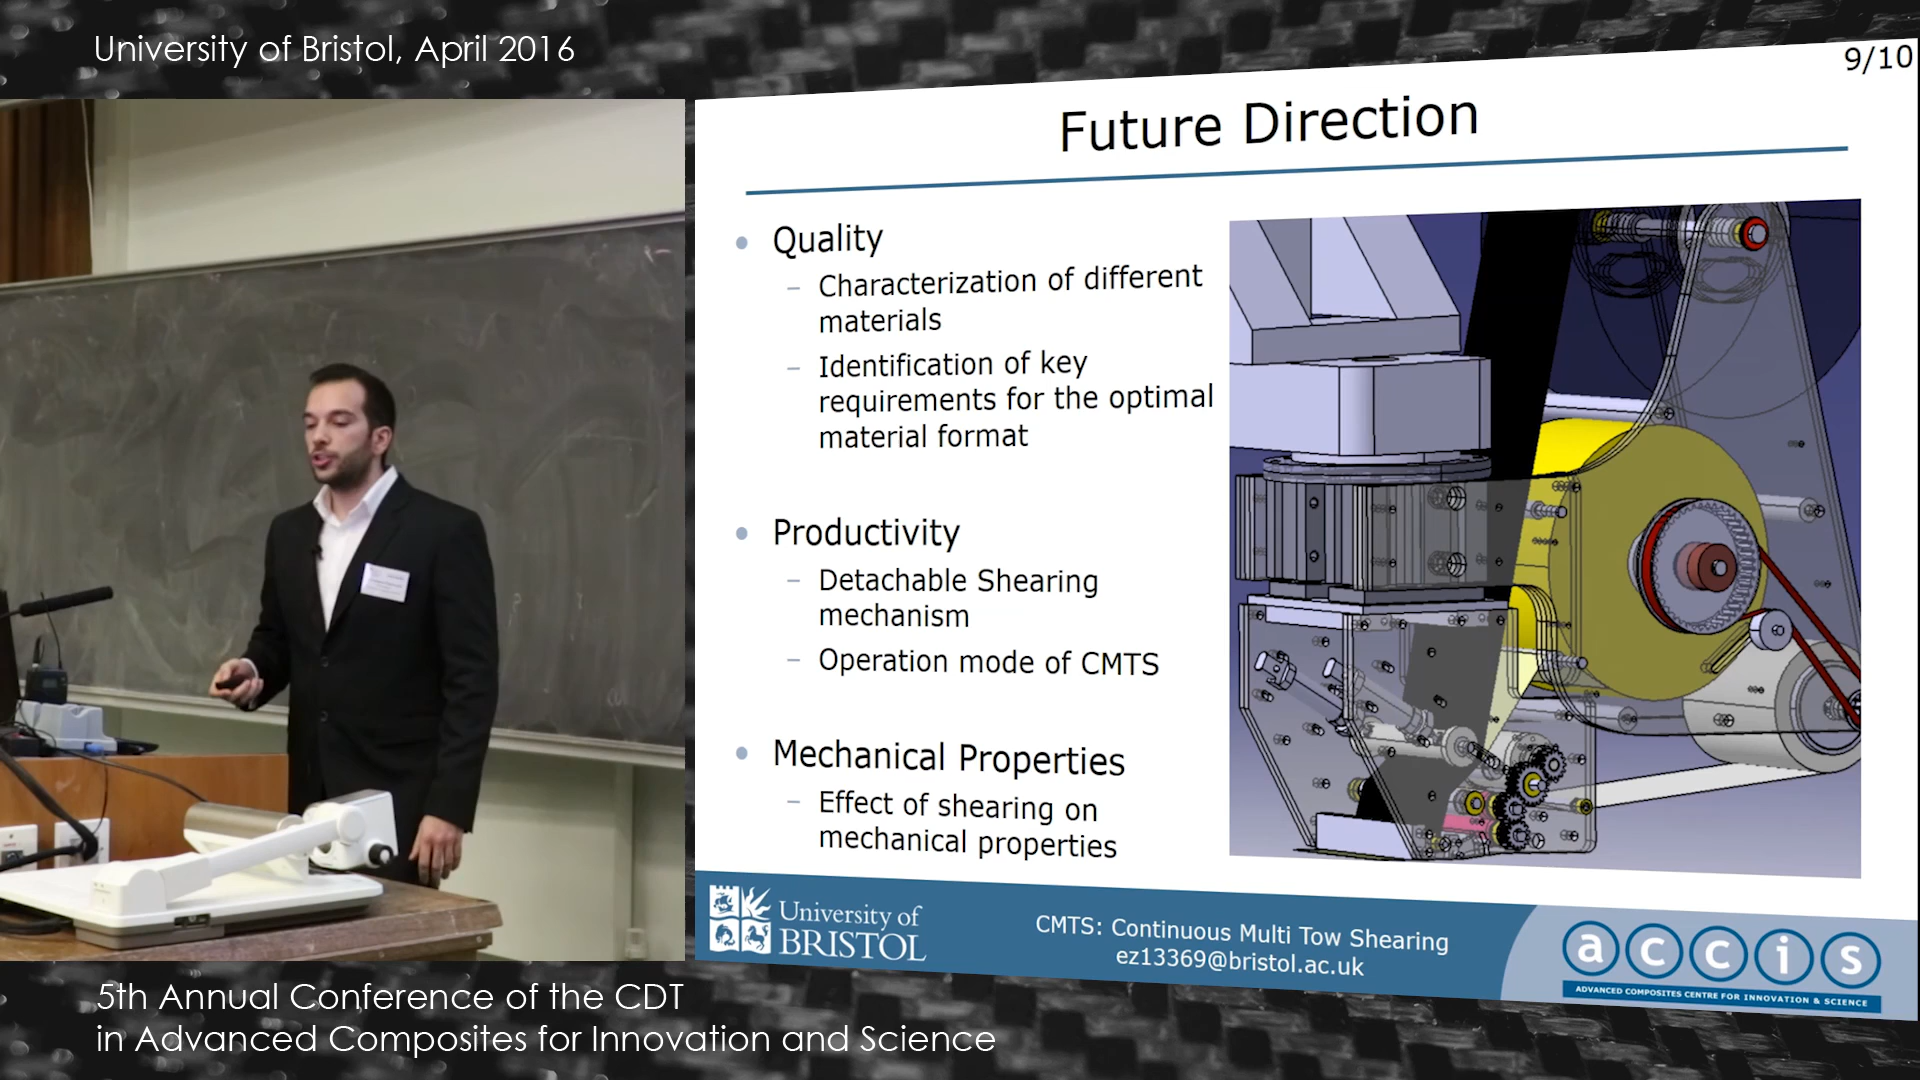 University of Bristol, April 2016
9/10
Future Direction
• Quality
– Characterization of different
materials
– Identification of key
requirements for the optimal
material format
• Productivity
– Detachable Shearing
mechanism
– Operation mode of CMTS
• Mechanical Properties
– Effect of shearing on
mechanical properties
University of
BRISTOL
CMTS: Continuous Multi Tow Shearing
ez13369@bristol.ac.uk
accis
ADVANCED COMPOSITES CENTRE FOR INNOVATION & SCIENCE
5th Annual Conference of the CDT
in Advanced Composites for Innovation and Science